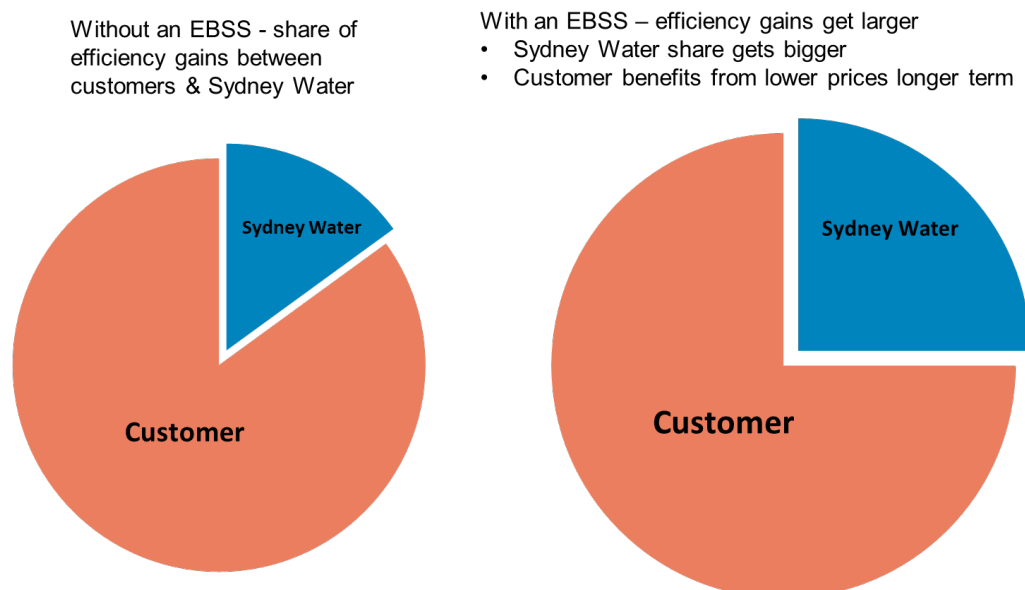 Without an EBSS - share of
efficiency gains between
customers & Sydney Water
With an EBSS – efficiency gains get larger
• Sydney Water share gets bigger
• Customer benefits from lower prices longer term
Sydney Water
Customer
Sydney Water
Customer